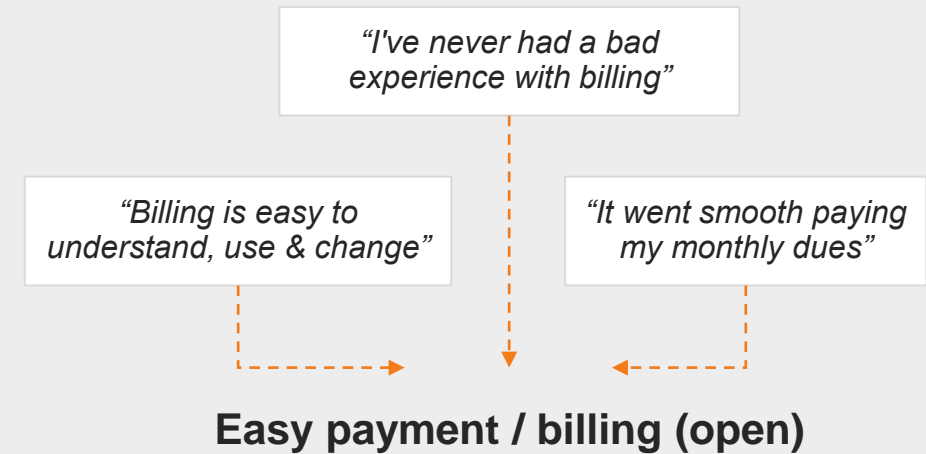 “I've never had a bad
experience with billing”
“Billing is easy to
understand, use & change”
“It went smooth paying
my monthly dues”
Easy payment / billing (open)